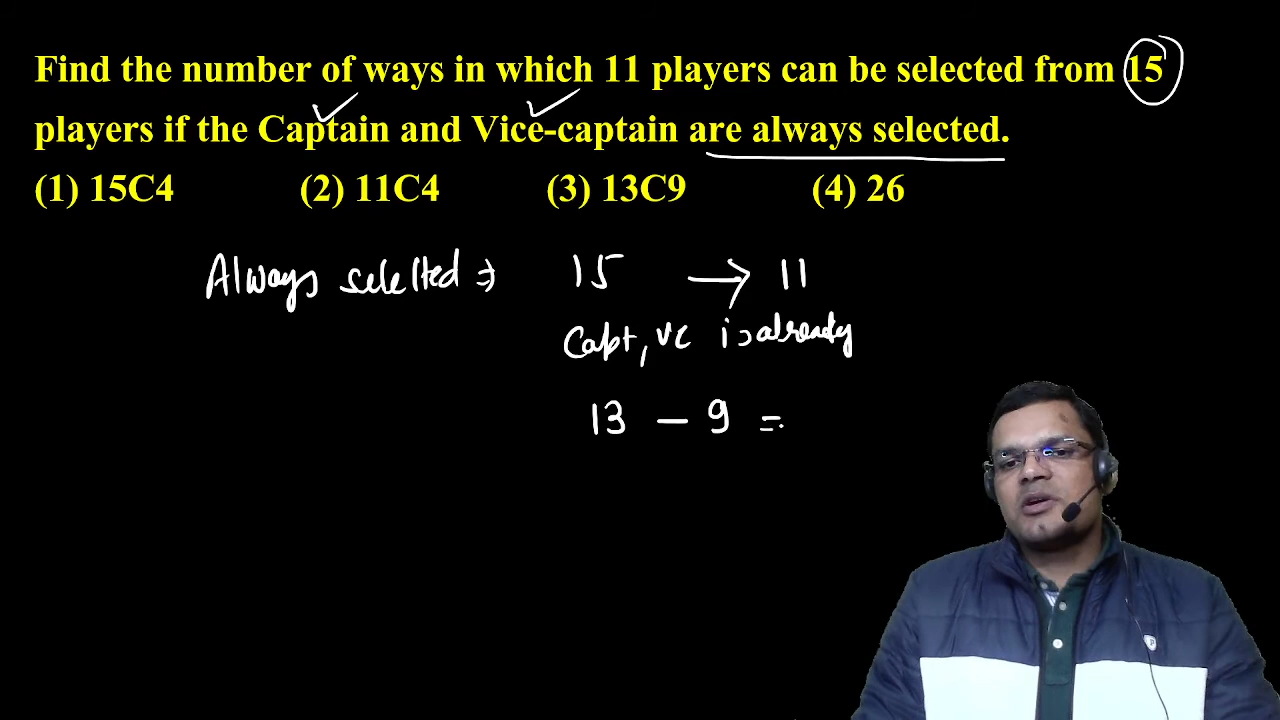 Find the number of ways in which 11 players can be selected from 15
players if the Captain and Vice-captain are always selected.
(1) 15C4 (2) 11C4 (3) 13C9 (4) 26
Always selected ⇒ 15 → 11
Capt, VC is already
13 - 9 =